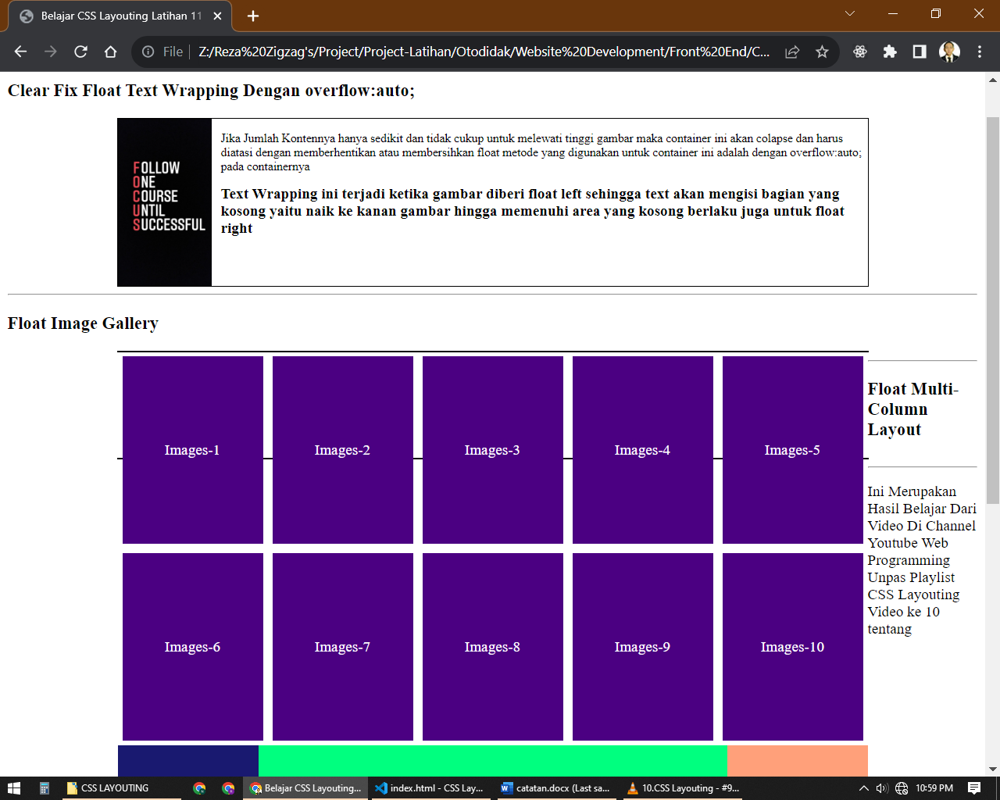 Belajar CSS Layouting Latihan 11
File
Z:/Reza%20Zigzag's/Project/Project-Latihan/Otodidak/Website%20Development/Front%20End/C...
Clear Fix Float Text Wrapping Dengan overflow:auto;
FOLLOW
ONE
COURSE
UNTIL
SUCCESSFUL
Jika Jumlah Kontennya hanya sedikit dan tidak cukup untuk melewati tinggi gambar maka container ini akan colapse dan harus
diatasi dengan memberhentikan atau membersihkan float metode yang digunakan untuk container ini adalah dengan overflow:auto;
pada containernya
Text Wrapping ini terjadi ketika gambar diberi float left sehingga text akan mengisi bagian yang
kosong yaitu naik ke kanan gambar hingga memenuhi area yang kosong berlaku juga untuk float
right
Float Image Gallery
Images-1
Images-2
Images-3
Images-4
Images-5
Images-6
Images-7
Images-8
Images-9
Images-10
Float Multi-
Column
Layout
Ini Merupakan
Hasil Belajar Dari
Video Di Channel
Youtube Web
Programming
Unpas Playlist
CSS Layouting
Video ke 10
tentang
CSS LAYOUTING
Belajar CSS Layouting...
index.html - CSS Lay...
catatan.docx (Last sa...
10.CSS Layouting - #9...
10:59 PM